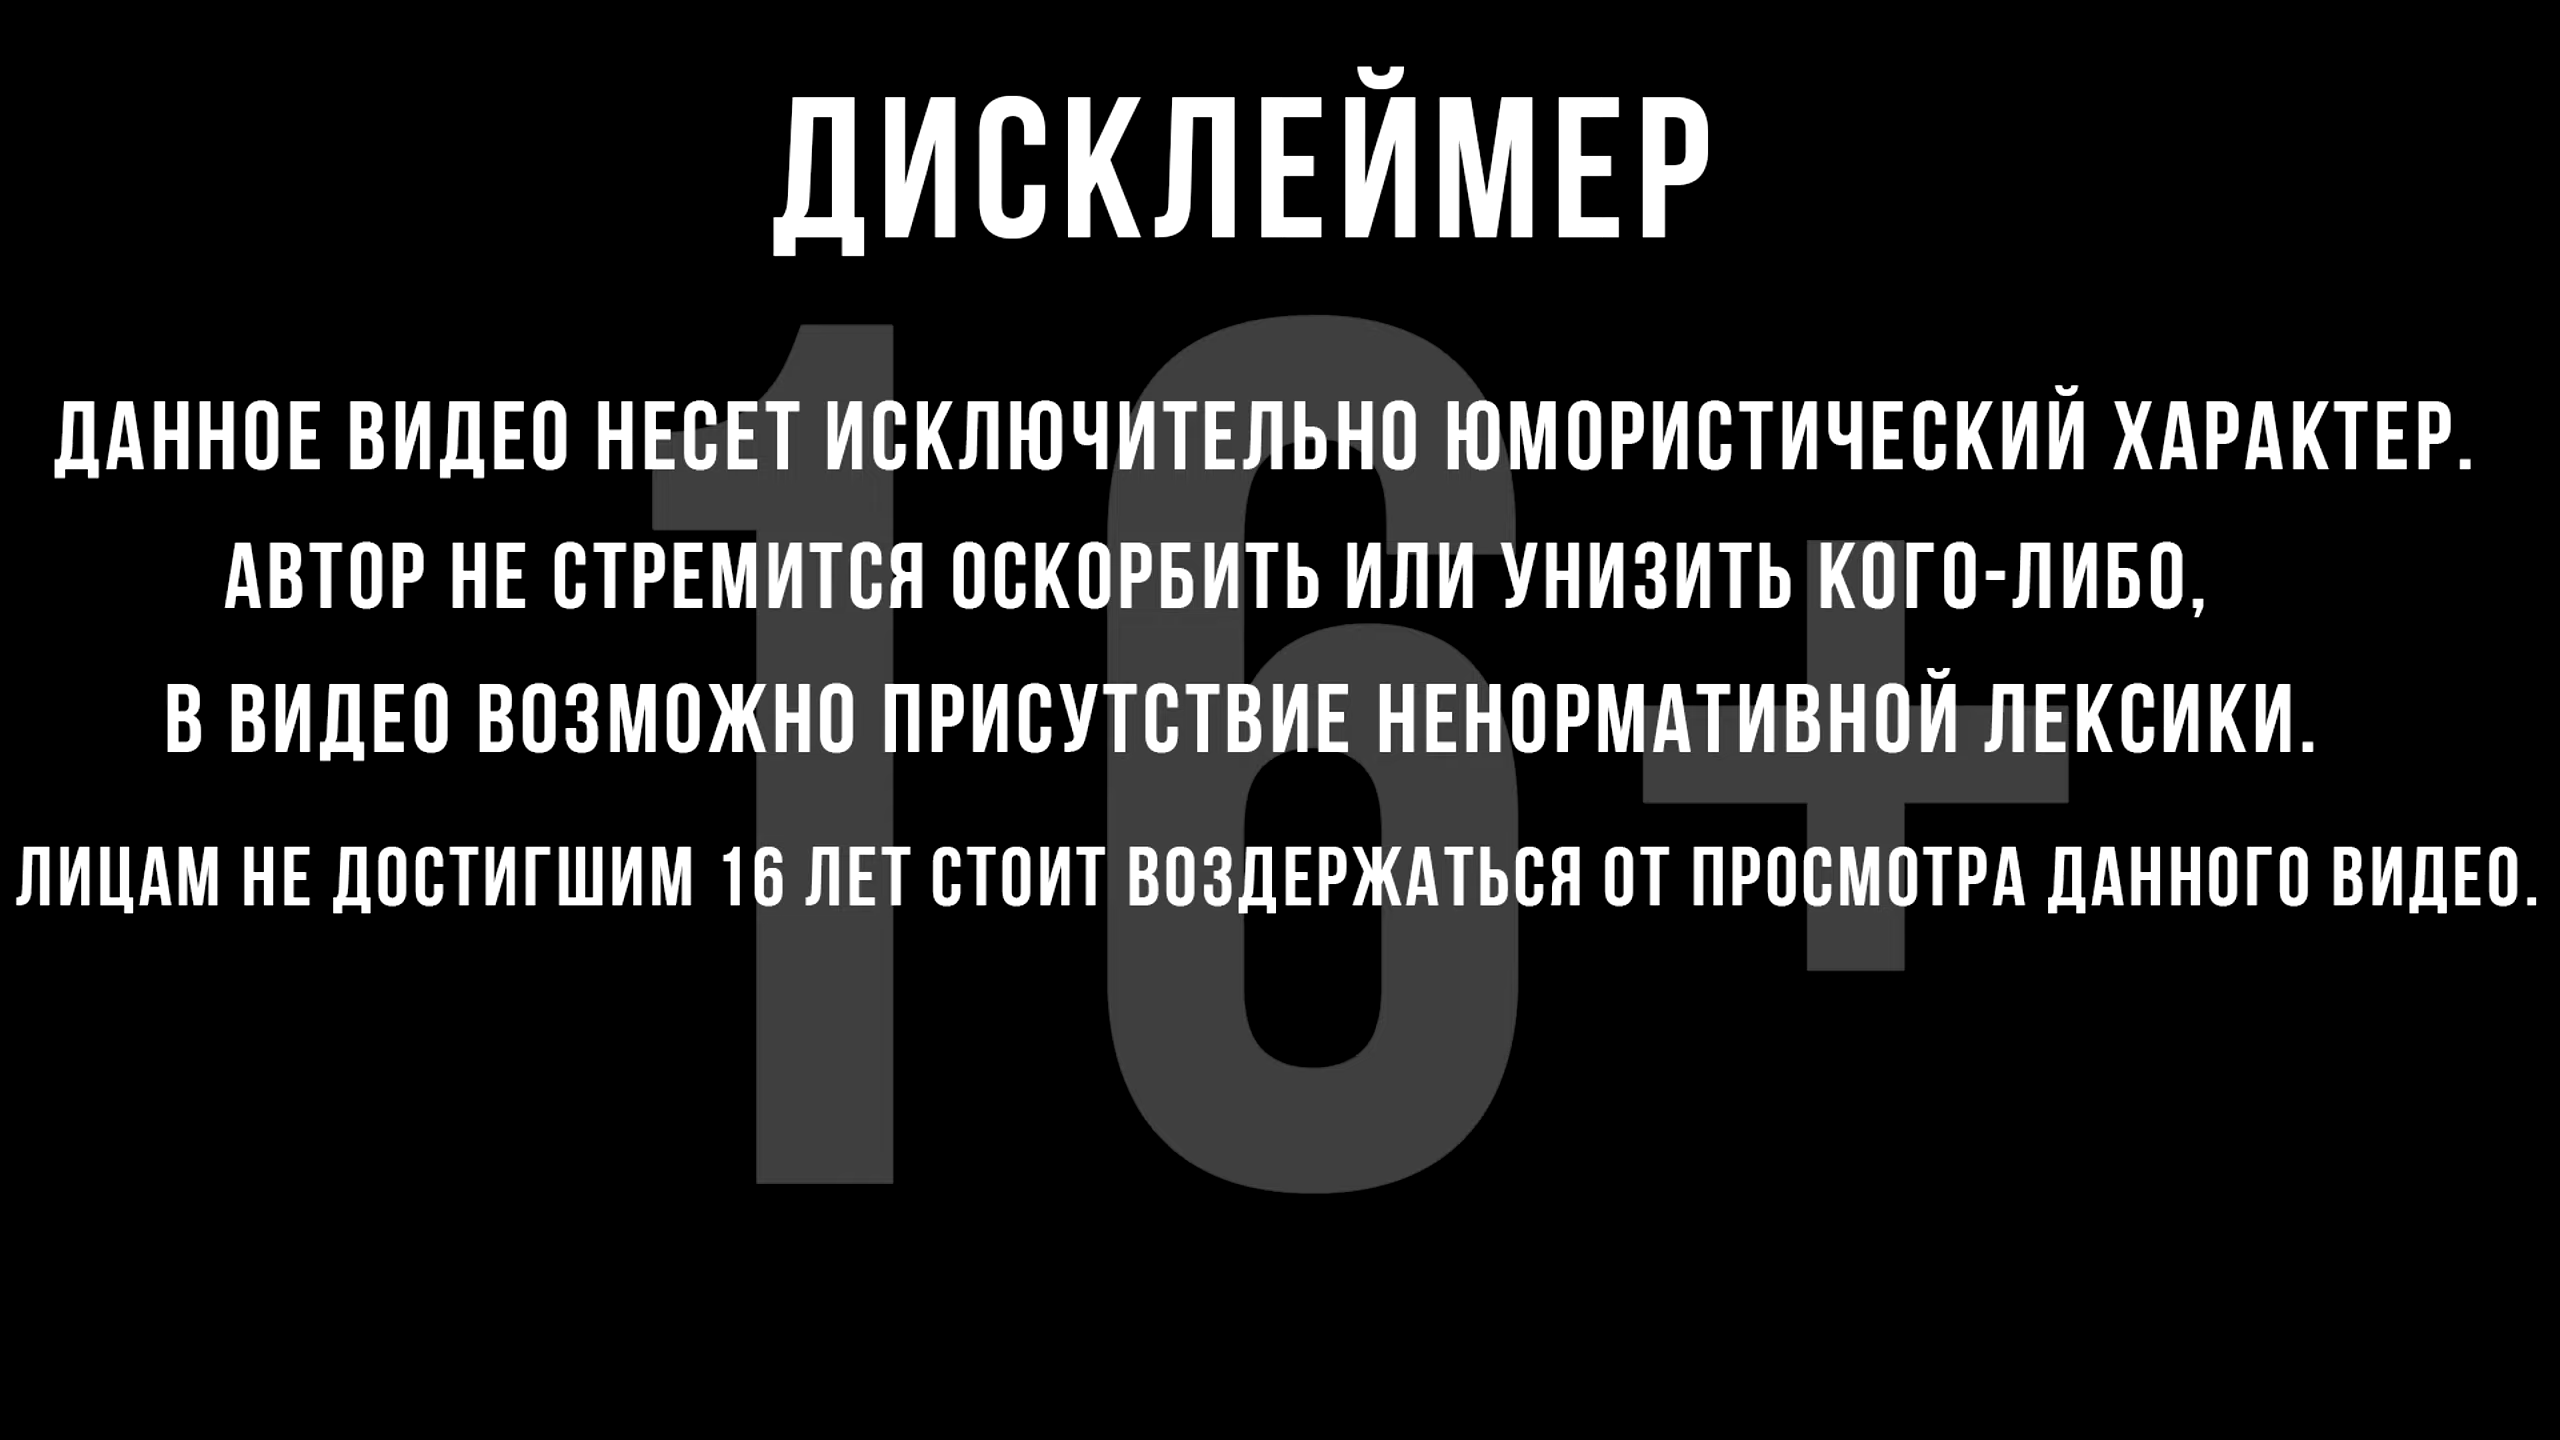 ДИСКЛЕЙМЕР
ДАННОЕ ВИДЕО НЕСЕТ ИСКЛЮЧИТЕЛЬНО ЮМОРИСТИЧЕСКИЙ ХАРАКТЕР.
АВТОР НЕ СТРЕМИТСЯ ОСКОРБИТЬ ИЛИ УНИЗИТЬ КОГО-ЛИБО,
В ВИДЕО ВОЗМОЖНО ПРИСУТСТВИЕ НЕНОРМАТИВНОЙ ЛЕКСИКИ.
ЛИЦАМ НЕ ДОСТИГШИМ 16 ЛЕТ СТОИТ ВОЗДЕРЖАТЬСЯ ОТ ПРОСМОТРА ДАННОГО ВИДЕО.
16+